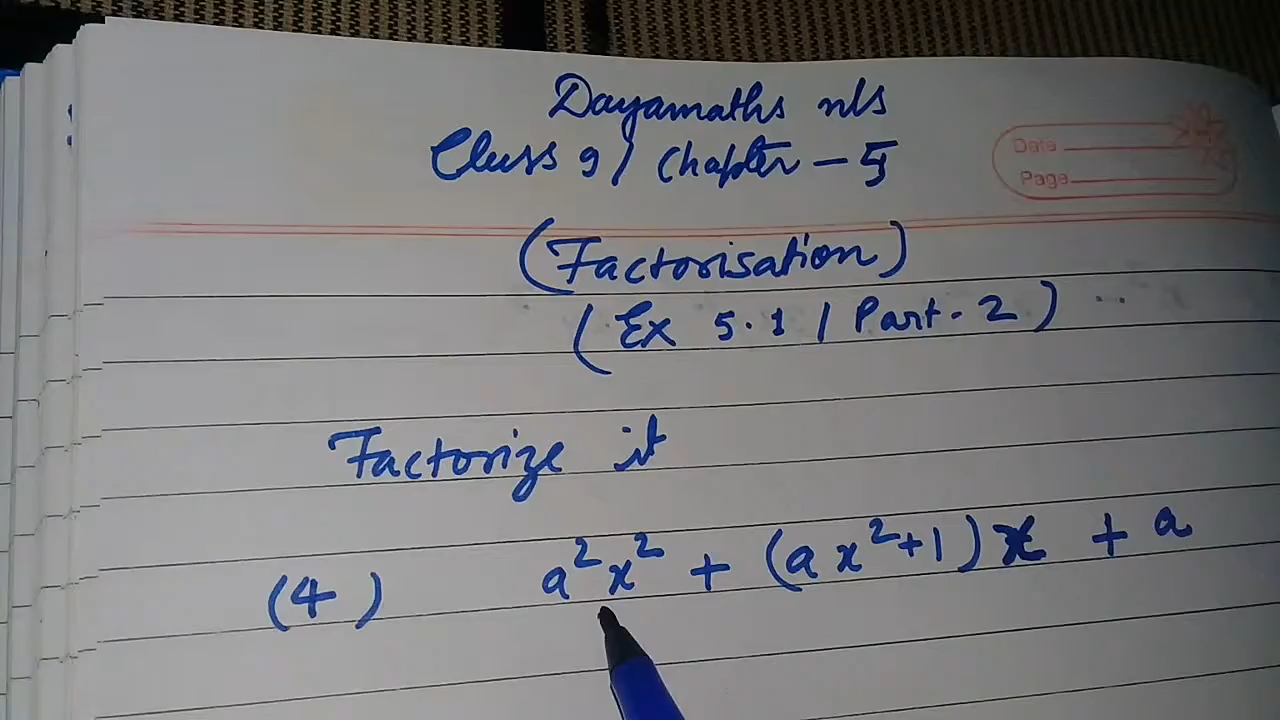 Dayamaths nls
Class 9 / Chapter - 5
Date
Page
(Factorisation)
(Ex 5.1 / Part - 2)
Factorize it
(4) a²x² + (ax²+1)x + a